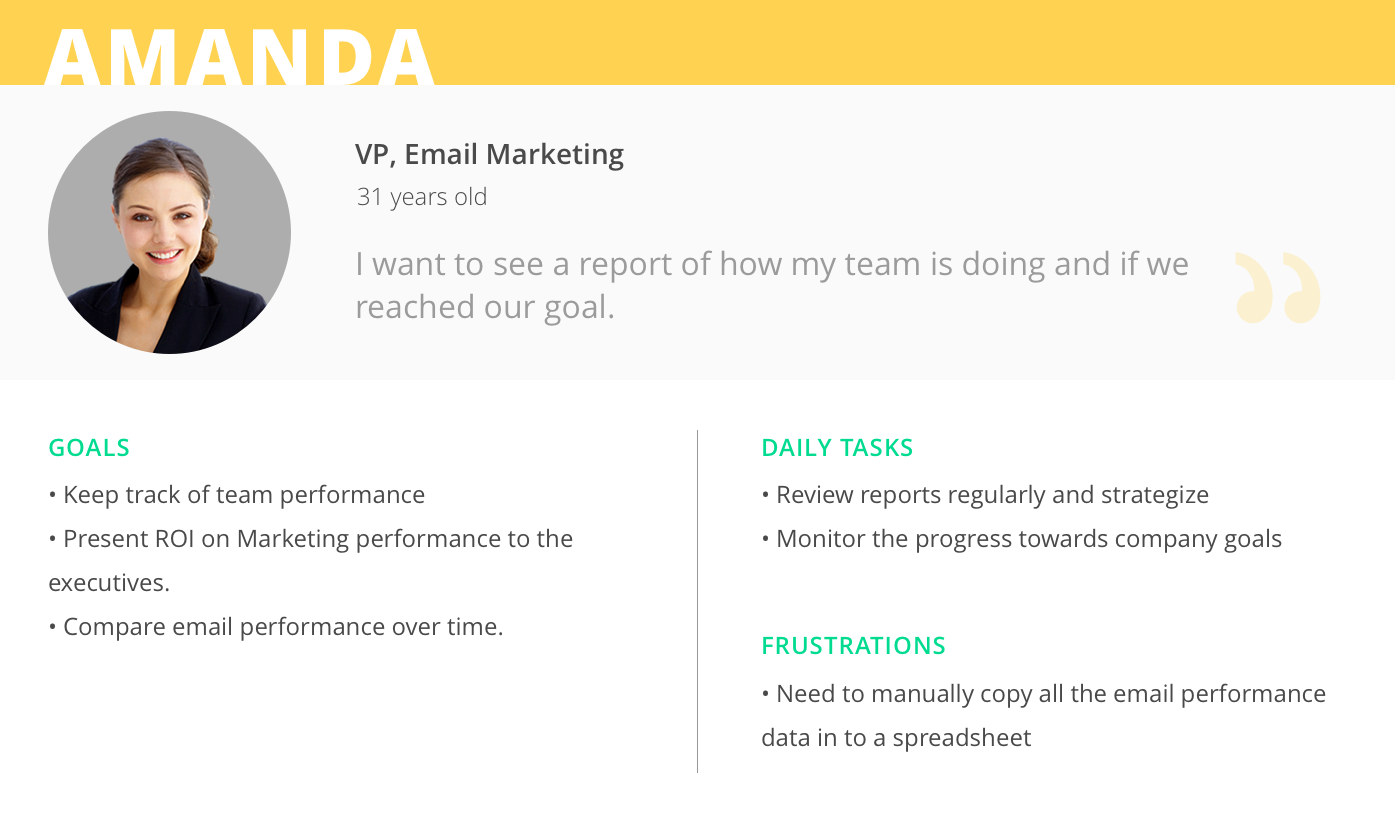 AMANDA
VP, Email Marketing
31 years old
I want to see a report of how my team is doing and if we
reached our goal.
”
GOALS
• Keep track of team performance
• Present ROI on Marketing performance to the
executives.
• Compare email performance over time.
DAILY TASKS
• Review reports regularly and strategize
• Monitor the progress towards company goals
FRUSTRATIONS
• Need to manually copy all the email performance
data in to a spreadsheet